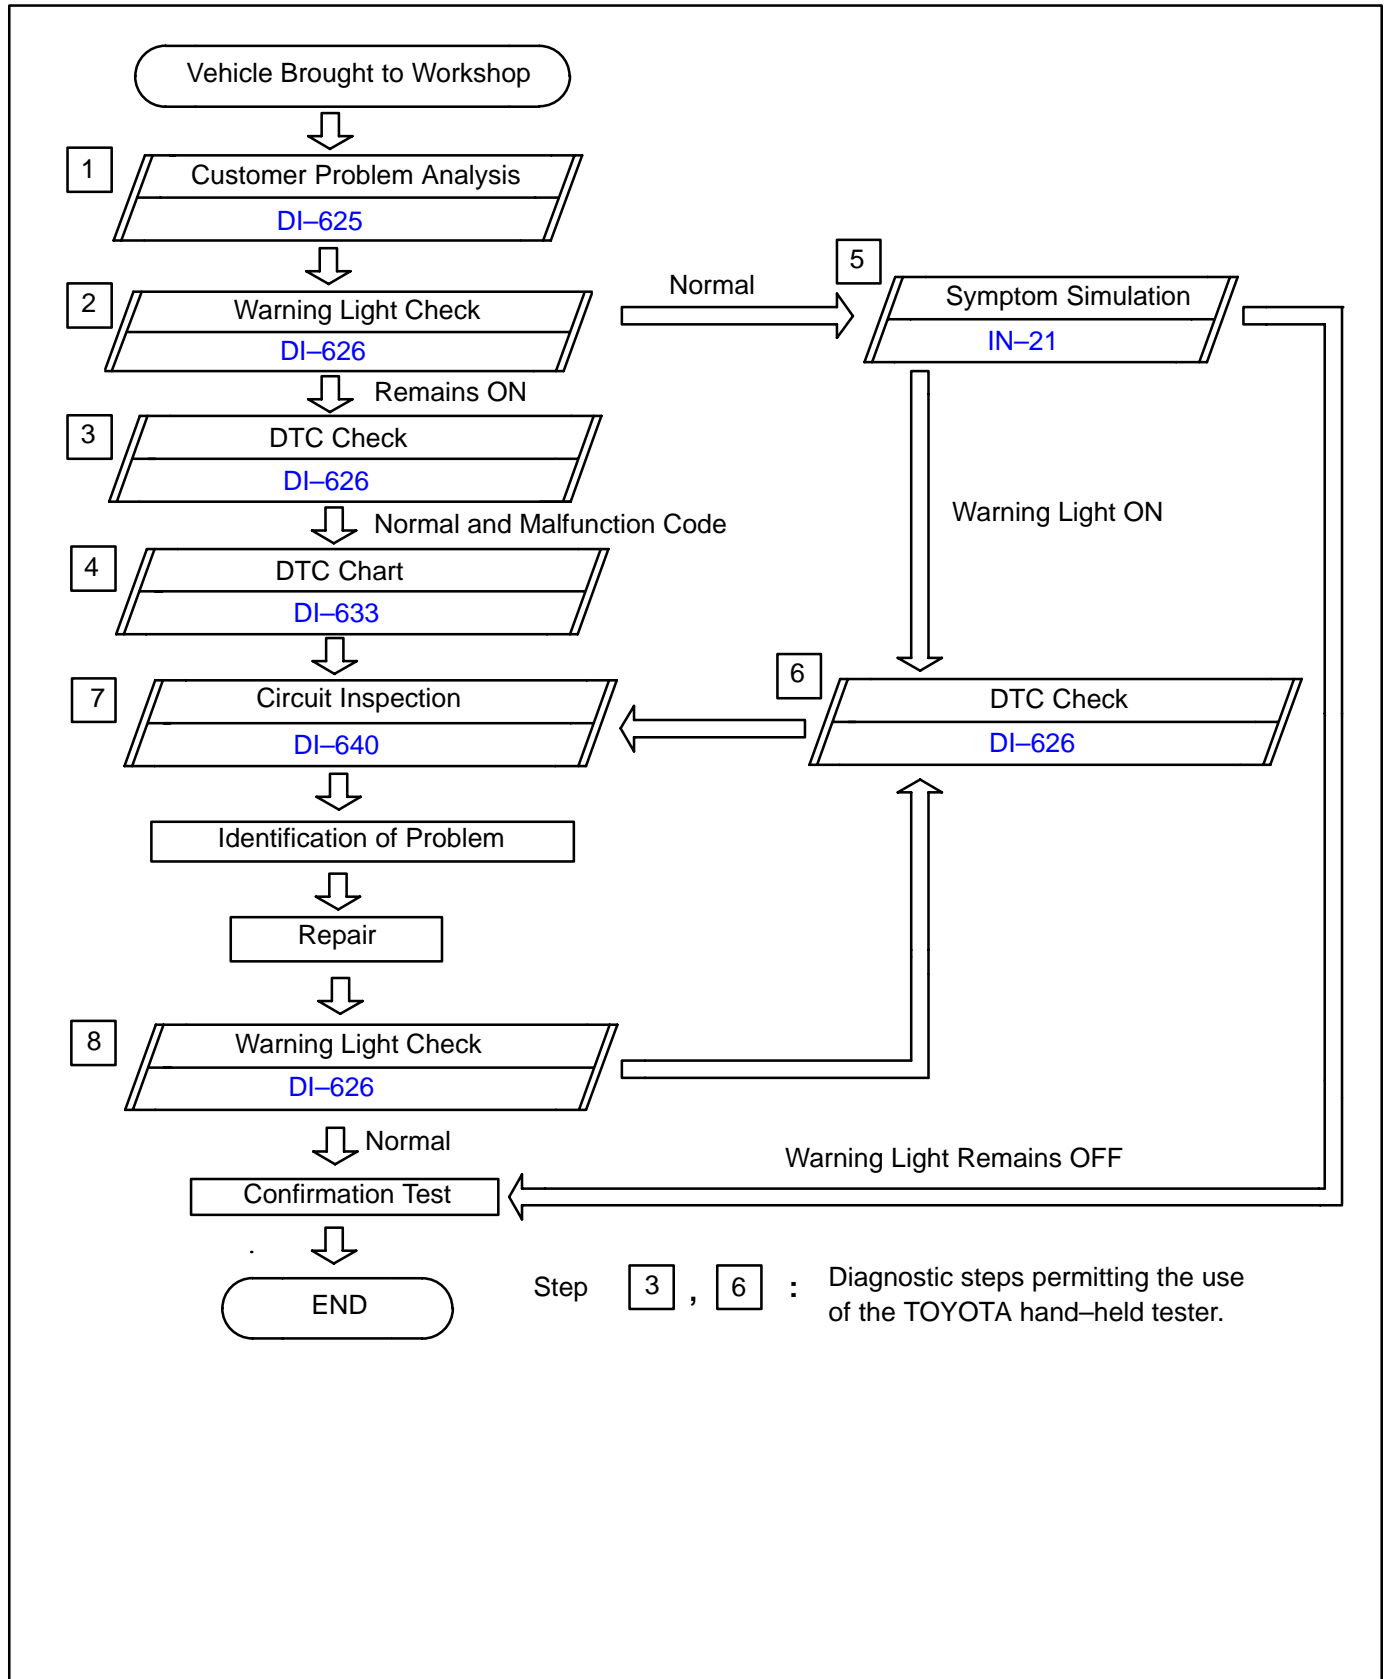 Vehicle Brought to Workshop
1
Customer Problem Analysis
DI–625
2
Warning Light Check
DI–626
Normal
5
Symptom Simulation
IN–21
Remains ON
3
DTC Check
DI–626
Warning Light ON
Normal and Malfunction Code
4
DTC Chart
DI–633
7
Circuit Inspection
DI–640
6
DTC Check
DI–626
Identification of Problem
Repair
8
Warning Light Check
DI–626
Normal
Warning Light Remains OFF
Confirmation Test
END
Step 3 , 6 : Diagnostic steps permitting the use
of the TOYOTA hand–held tester.